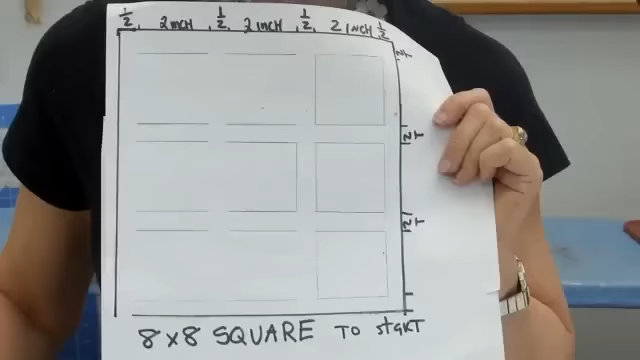 1/2 2 INCH 1/2 2 INCH 1/2 2 INCH 1/2
8 x 8 SQUARE TO START